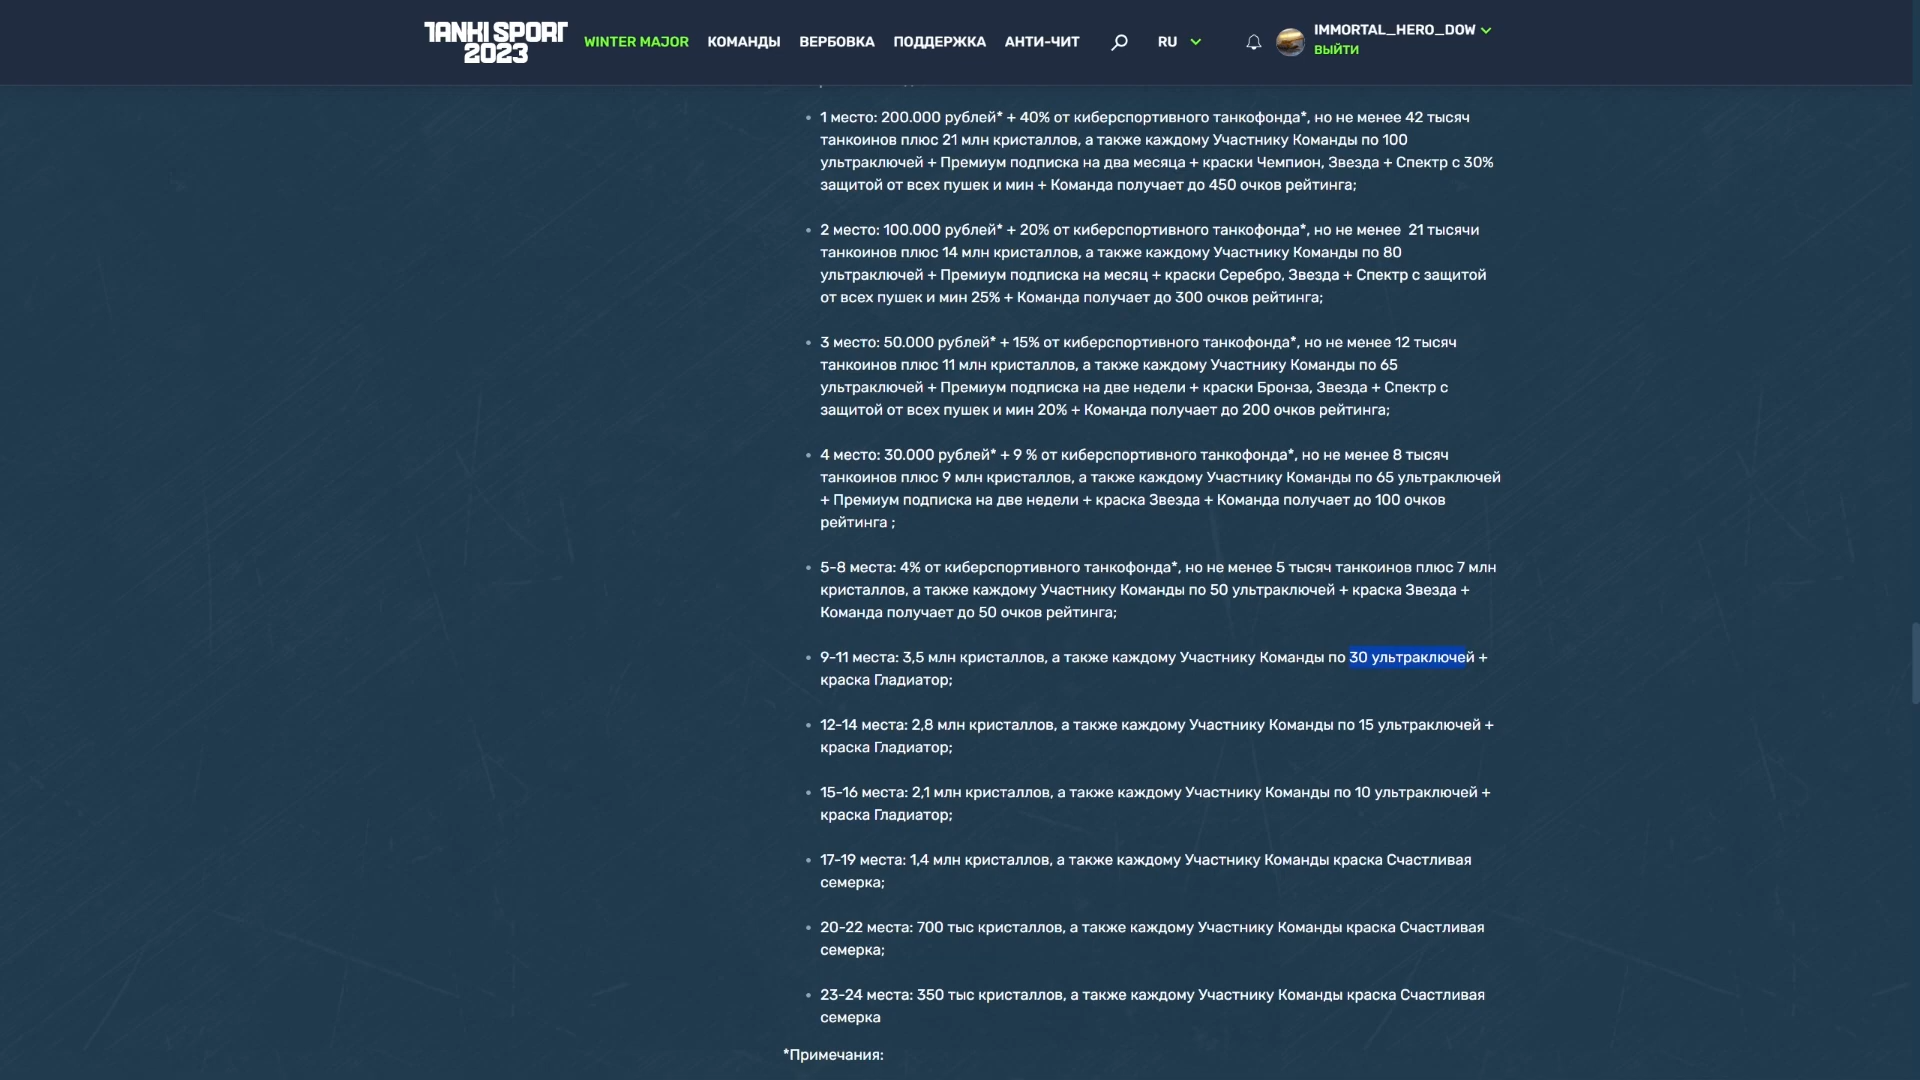 TANKI SPORT
2023
WINTER MAJOR КОМАНДЫ ВЕРБОВКА ПОДДЕРЖКА АНТИ-ЧИТ RU IMMORTAL_HERO_DOW
ВЫЙТИ
1 место: 200.000 рублей* + 40% от киберспортивного танкофонда*, но не менее 42 тысяч
танкоинов плюс 21 млн кристаллов, а также каждому Участнику Команды по 100
ультраключей + Премиум подписка на два месяца + краски Чемпион, Звезда + Спектр с 30%
защитой от всех пушек и мин + Команда получает до 450 очков рейтинга;
2 место: 100.000 рублей* + 20% от киберспортивного танкофонда*, но не менее 21 тысячи
танкоинов плюс 14 млн кристаллов, а также каждому Участнику Команды по 80
ультраключей + Премиум подписка на месяц + краски Серебро, Звезда + Спектр с защитой
от всех пушек и мин 25% + Команда получает до 300 очков рейтинга;
3 место: 50.000 рублей* + 15% от киберспортивного танкофонда*, но не менее 12 тысяч
танкоинов плюс 11 млн кристаллов, а также каждому Участнику Команды по 65
ультраключей + Премиум подписка на две недели + краски Бронза, Звезда + Спектр с
защитой от всех пушек и мин 20% + Команда получает до 200 очков рейтинга;
4 место: 30.000 рублей* + 9 % от киберспортивного танкофонда*, но не менее 8 тысяч
танкоинов плюс 9 млн кристаллов, а также каждому Участнику Команды по 65 ультраключей
+ Премиум подписка на две недели + краска Звезда + Команда получает до 100 очков
рейтинга ;
5-8 места: 4% от киберспортивного танкофонда*, но не менее 5 тысяч танкоинов плюс 7 млн
кристаллов, а также каждому Участнику Команды по 50 ультраключей + краска Звезда +
Команда получает до 50 очков рейтинга;
9-11 места: 3,5 млн кристаллов, а также каждому Участнику Команды по 30 ультраключей +
краска Гладиатор;
12-14 места: 2,8 млн кристаллов, а также каждому Участнику Команды по 15 ультраключей +
краска Гладиатор;
15-16 места: 2,1 млн кристаллов, а также каждому Участнику Команды по 10 ультраключей +
краска Гладиатор;
17-19 места: 1,4 млн кристаллов, а также каждому Участнику Команды краска Счастливая
семерка;
20-22 места: 700 тыс кристаллов, а также каждому Участнику Команды краска Счастливая
семерка;
23-24 места: 350 тыс кристаллов, а также каждому Участнику Команды краска Счастливая
семерка
*Примечания: